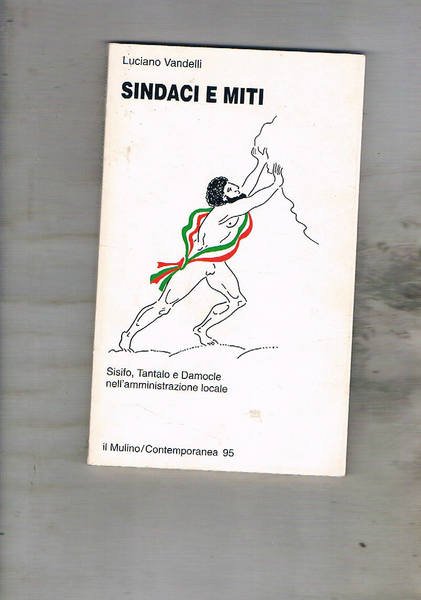 Luciano Vandelli
SINDACI E MITI
Sisifo, Tantalo e Damocle
nell'amministrazione locale
il Mulino/Contemporanea 95